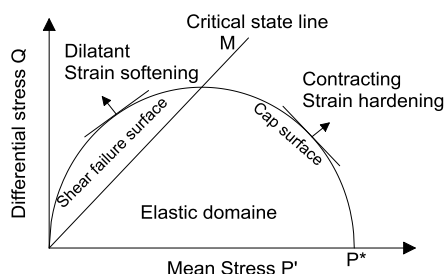 Critical state line
M
Dilatant
Strain softening
Contracting
Strain hardening
Differential stress Q
Shear failure surface
Cap surface
Elastic domaine
Mean Stress P'
P*